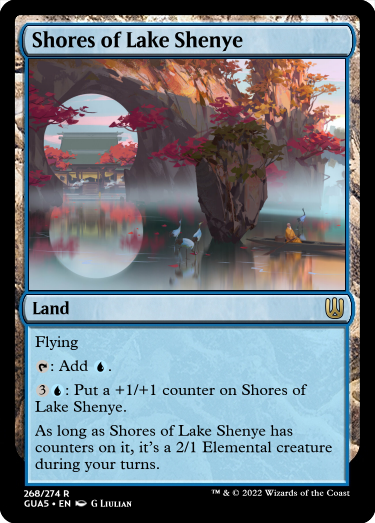 Shores of Lake Shenye
Land
Flying
: Add .
3 : Put a +1/+1 counter on Shores of
Lake Shenye.
As long as Shores of Lake Shenye has
counters on it, it's a 2/1 Elemental creature
during your turns.
268/274 R
GUA5 • EN G Liulian
™ & © 2022 Wizards of the Coast